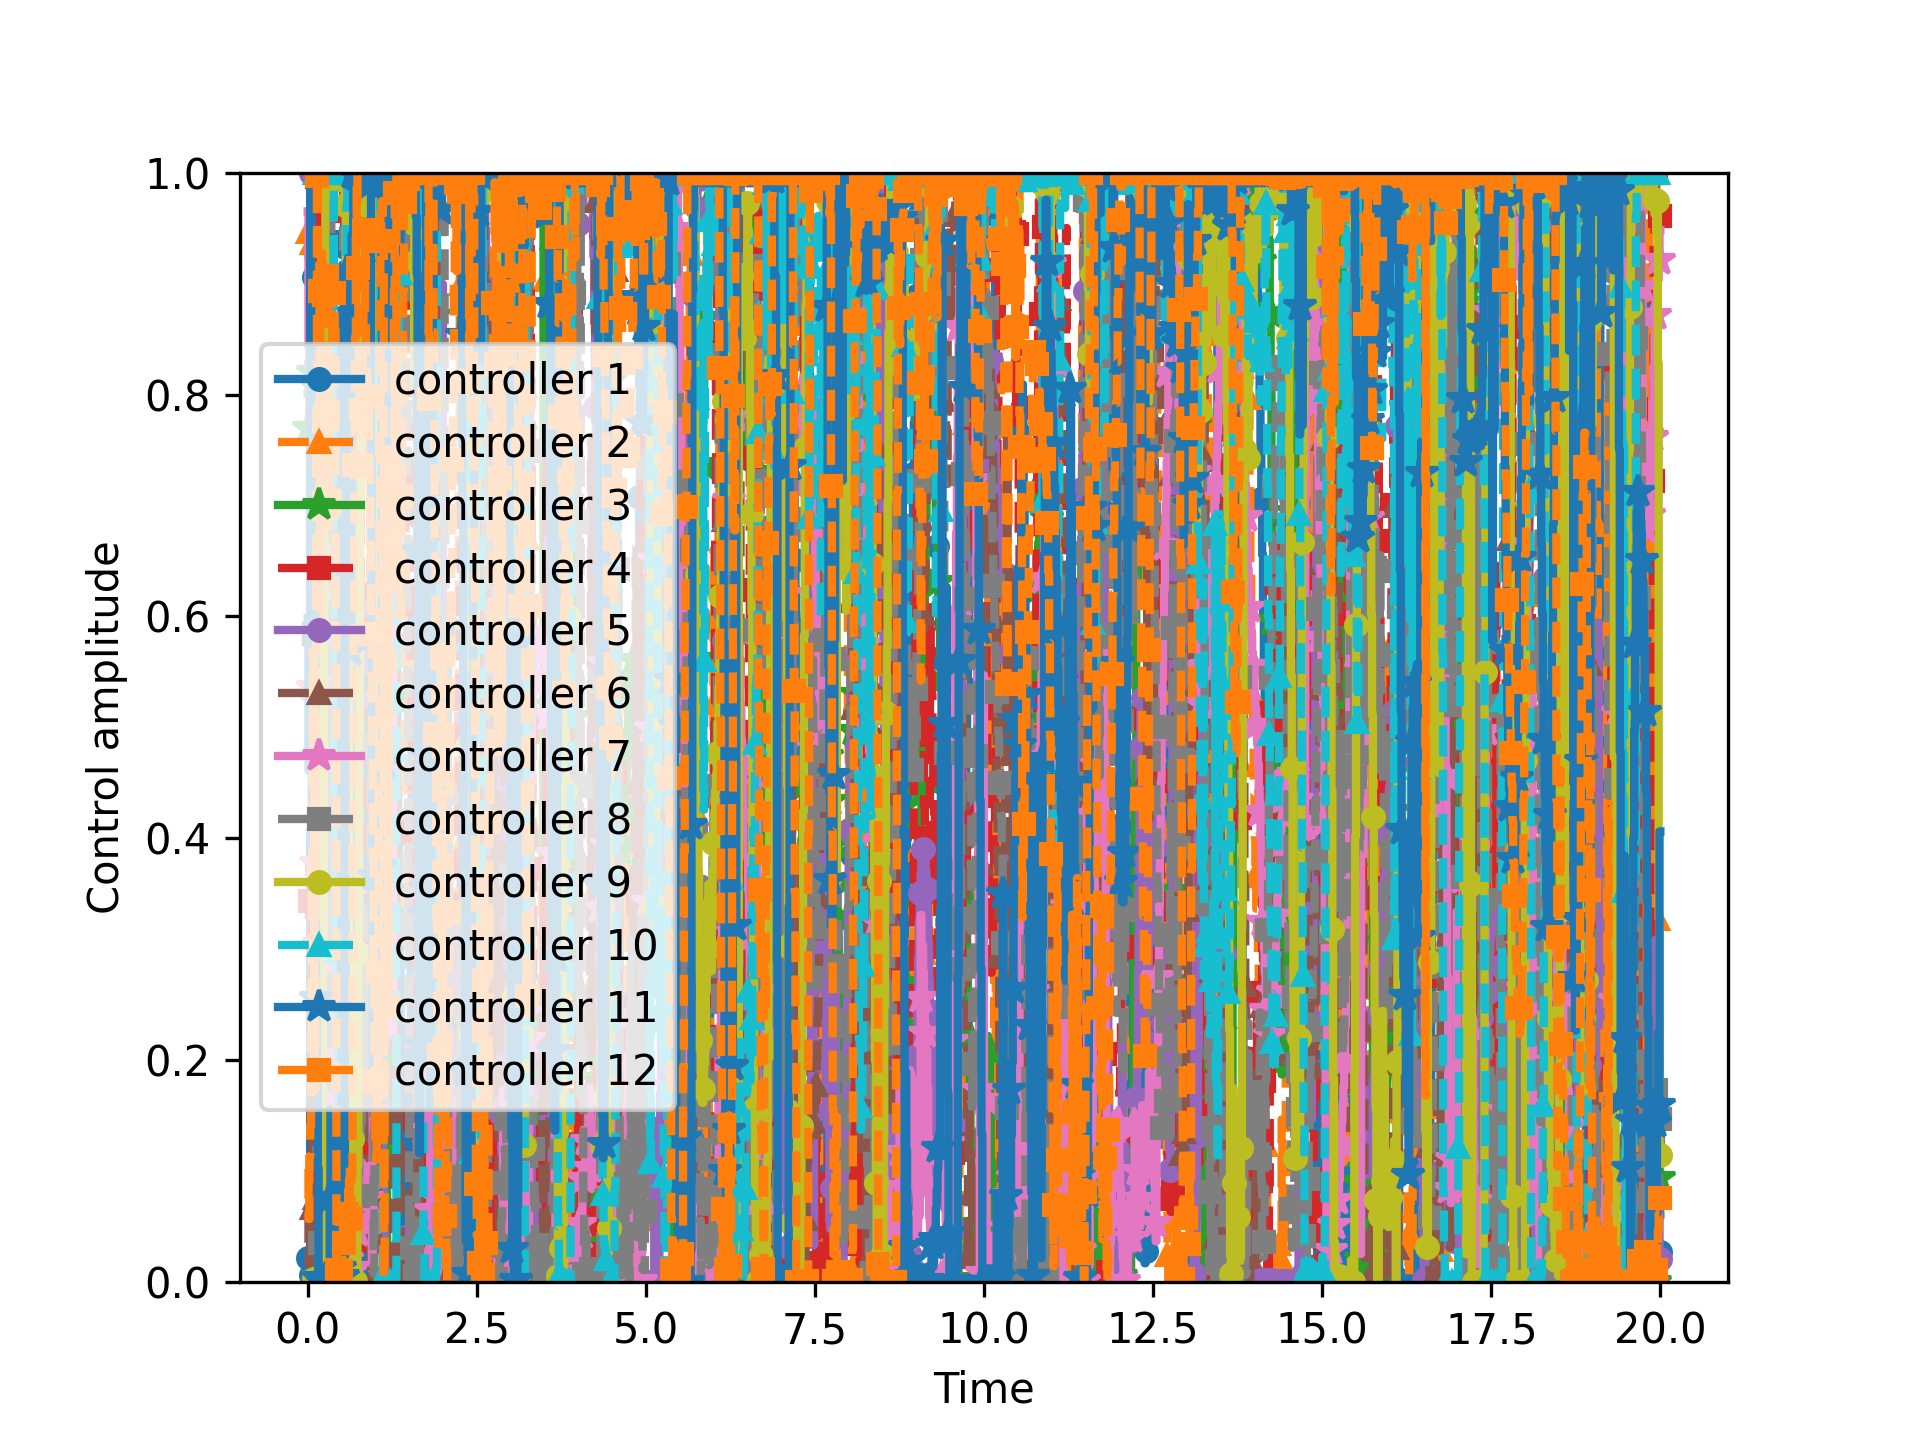 1.0
0.8
0.6
0.4
0.2
0.0
Control amplitude
controller 1
controller 2
controller 3
controller 4
controller 5
controller 6
controller 7
controller 8
controller 9
controller 10
controller 11
controller 12
0.0 2.5 5.0 7.5 10.0 12.5 15.0 17.5 20.0
Time